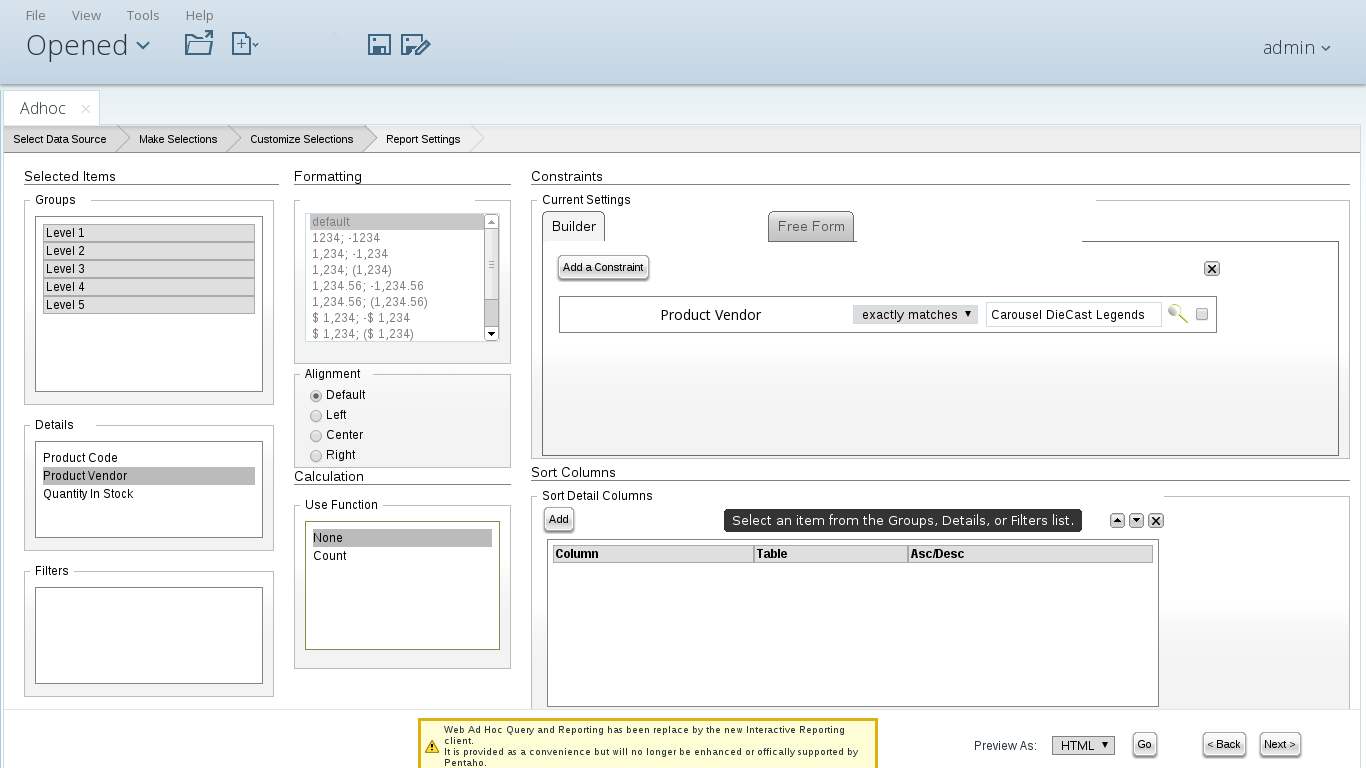 File View Tools Help
Opened
admin
Adhoc ×
Select Data Source Make Selections Customize Selections Report Settings
Selected Items
Groups
Level 1
Level 2
Level 3
Level 4
Level 5
Details
Product Code
Product Vendor
Quantity In Stock
Filters
Formatting
default
1234; -1234
1,234; -1,234
1,234; (1,234)
1,234.56; -1,234.56
1,234.56; (1,234.56)
$ 1,234; -$ 1,234
$ 1,234; ($ 1,234)
Alignment
Default
Left
Center
Right
Calculation
Use Function
None
Count
Constraints
Current Settings
Builder Free Form
Add a Constraint
Product Vendor exactly matches Carousel DieCast Legends
Sort Columns
Sort Detail Columns
Add
Select an item from the Groups, Details, or Filters list.
Column Table Asc/Desc
Web Ad Hoc Query and Reporting has been replace by the new Interactive Reporting
client.
It is provided as a convenience but will no longer be enhanced or offically supported by
Pentaho.
Preview As: HTML Go < Back Next >